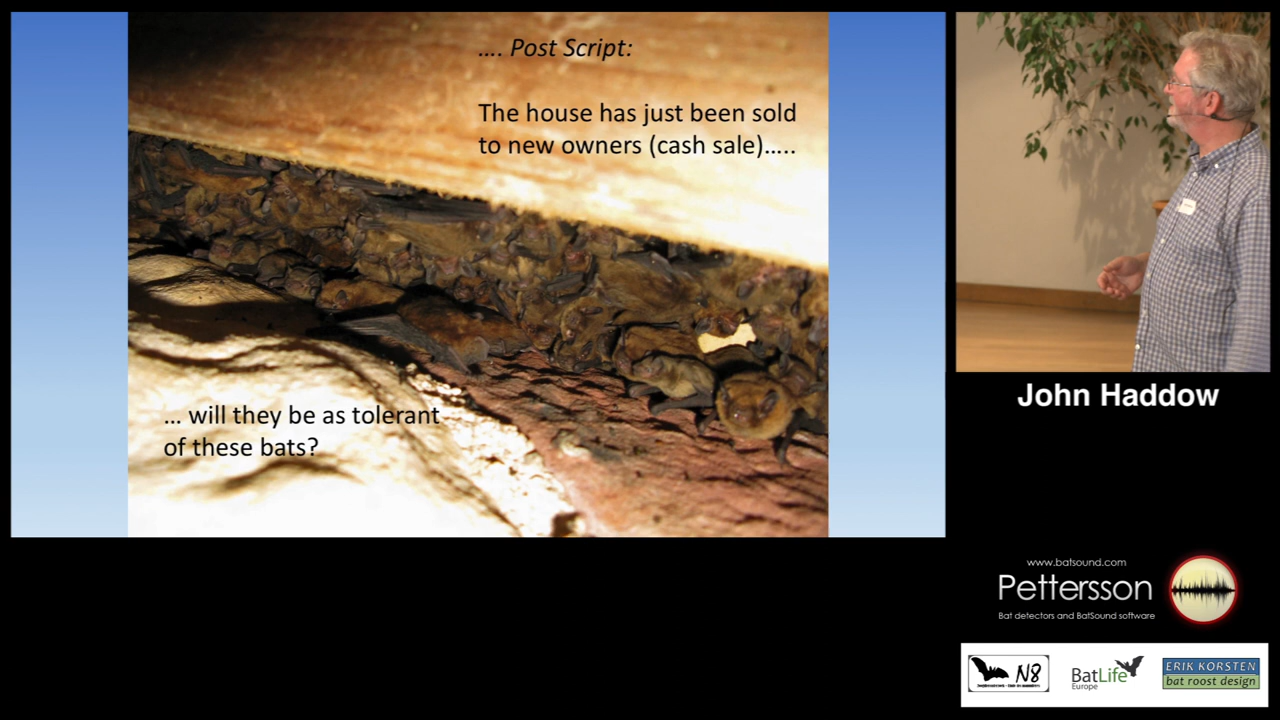 .... Post Script:
The house has just been sold
to new owners (cash sale).....
... will they be as tolerant
of these bats?
John Haddow
www.batsound.com
Pettersson
Bat detectors and BatSound software
N8
BatLife
Europe
ERIK KORSTEN
bat roost design